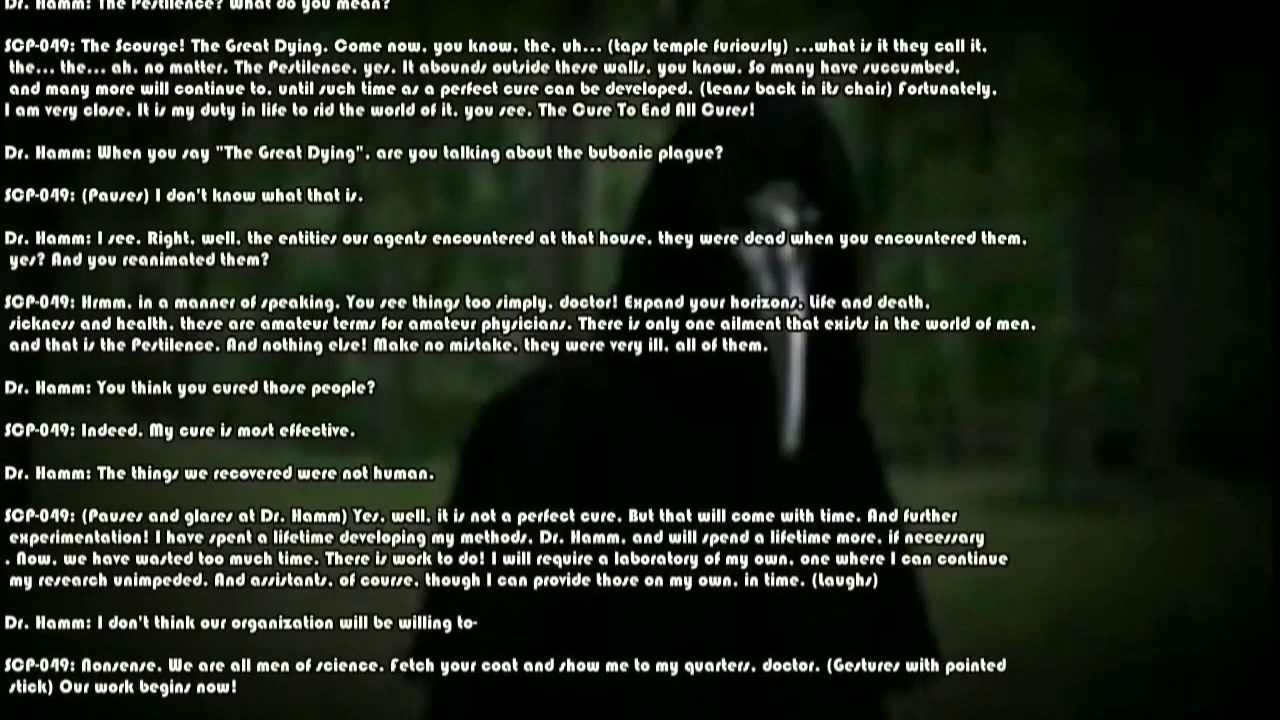 Dr. Hamm: The Pestilence? What do you mean?
SCP-049: The Scourge! The Great Dying. Come now, you know, the, uh... (taps temple furiously) ...what is it they call it,
the... the... ah, no matter. The Pestilence, yes. It abounds outside these walls, you know. So many have succumbed,
and many more will continue to, until such time as a perfect cure can be developed. (Leans back in its chair) Fortunately,
I am very close. It is my duty in life to rid the world of it, you see. The Cure To End All Cures!
Dr. Hamm: When you say "The Great Dying", are you talking about the bubonic plague?
SCP-049: (Pauses) I don't know what that is.
Dr. Hamm: I see. Right, well, the entities our agents encountered at that house, they were dead when you encountered them,
yes? And you reanimated them?
SCP-049: Hrmm, in a manner of speaking. You see things too simply, doctor! Expand your horizons. Life and death,
sickness and health, these are amateur terms for amateur physicians. There is only one ailment that exists in the world of men,
and that is the Pestilence. And nothing else! Make no mistake, they were very ill, all of them.
Dr. Hamm: You think you cured those people?
SCP-049: Indeed. My cure is most effective.
Dr. Hamm: The things we recovered were not human.
SCP-049: (Pauses and glares at Dr. Hamm) Yes, well, it is not a perfect cure. But that will come with time. And further
experimentation! I have spent a lifetime developing my methods, Dr. Hamm, and will spend a lifetime more, if necessary
. Now, we have wasted too much time. There is work to do! I will require a laboratory of my own, one where I can continue
my research unimpeded. And assistants, of course, though I can provide those on my own, in time. (Laughs)
Dr. Hamm: I don't think our organization will be willing to-
SCP-049: Nonsense. We are all men of science. Fetch your coat and show me to my quarters, doctor. (Gestures with pointed
stick) Our work begins now!